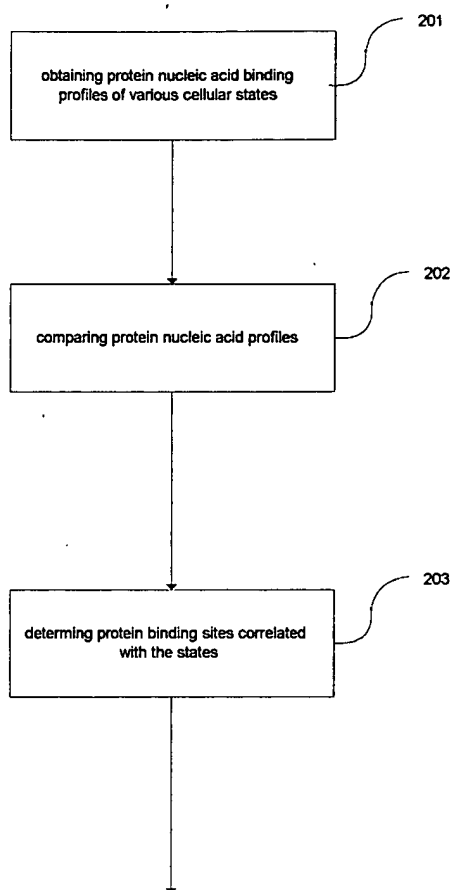 201
obtaining protein nucleic acid binding
profiles of various cellular states
202
comparing protein nucleic acid profiles
203
determing protein binding sites correlated
with the states